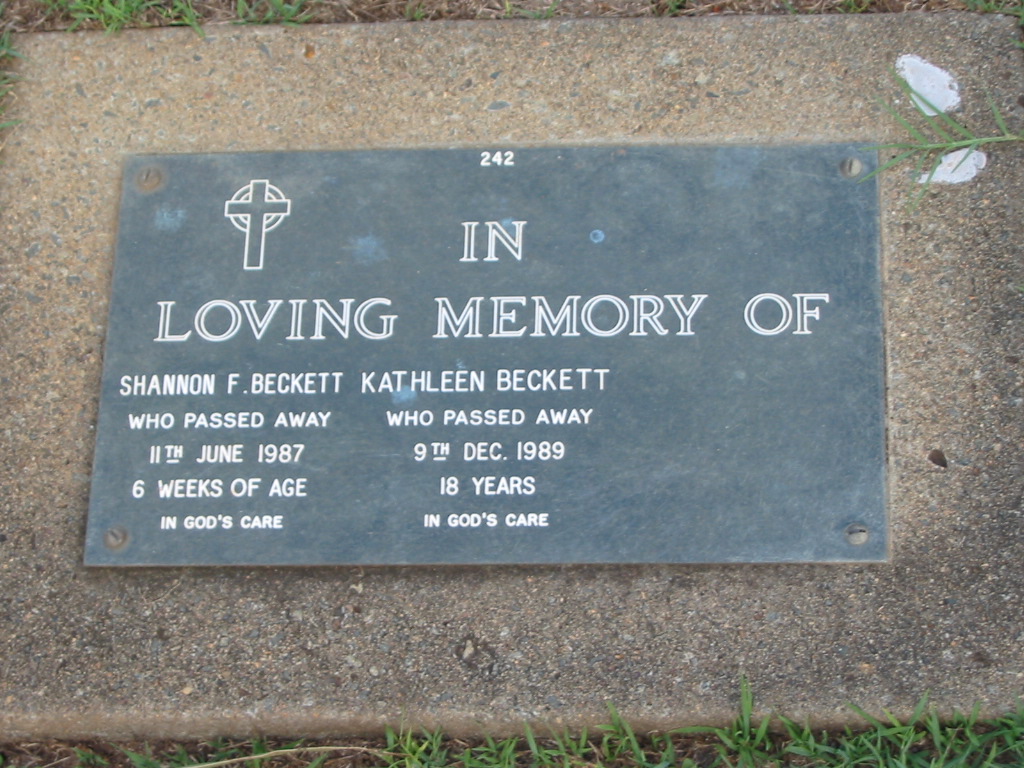 242
IN
LOVING MEMORY OF
SHANNON F. BECKETT
WHO PASSED AWAY
11TH JUNE 1987
6 WEEKS OF AGE
IN GOD'S CARE
KATHLEEN BECKETT
WHO PASSED AWAY
9TH DEC. 1989
18 YEARS
IN GOD'S CARE